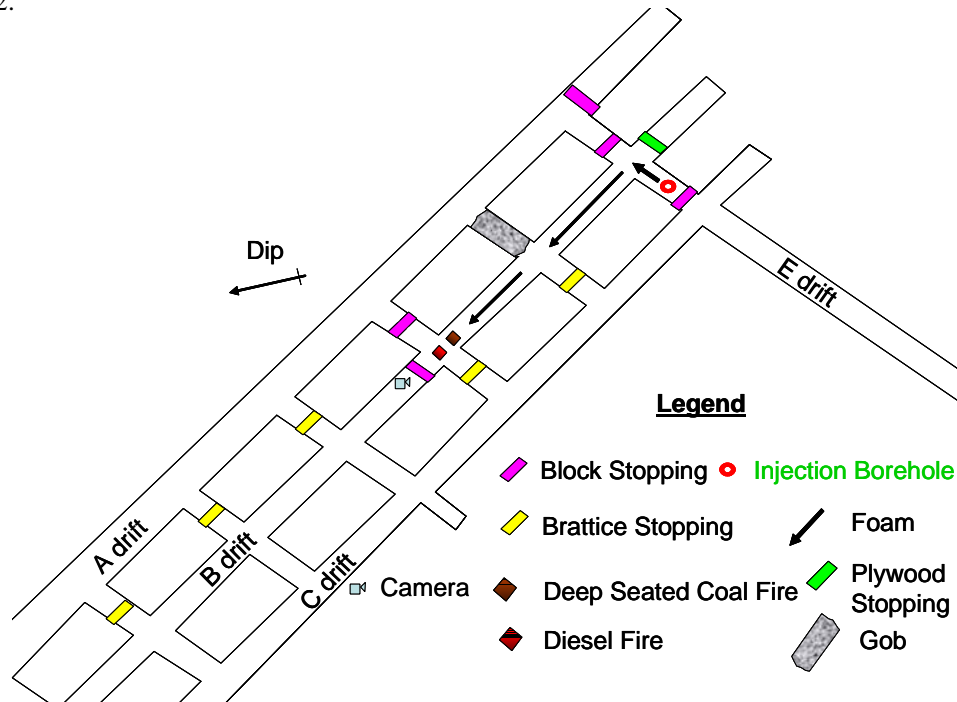 2.
Dip
E drift
A drift
B drift
C drift
Legend
Block Stopping
Injection Borehole
Brattice Stopping
Foam
Camera
Deep Seated Coal Fire
Plywood
Stopping
Diesel Fire
Gob